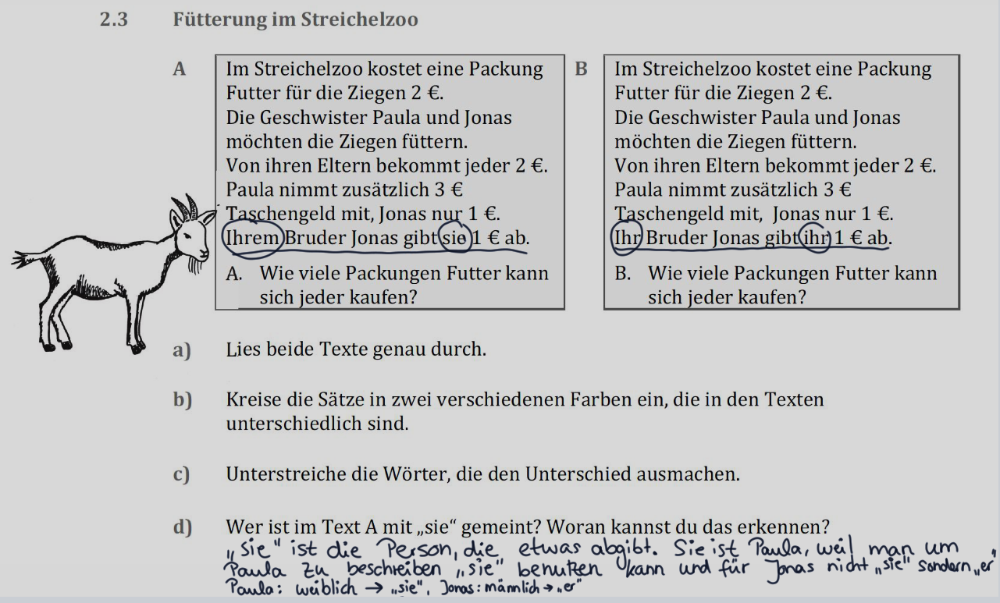 2.3 Fütterung im Streichelzoo
A
Im Streichelzoo kostet eine Packung
Futter für die Ziegen 2 €.
Die Geschwister Paula und Jonas
möchten die Ziegen füttern.
Von ihren Eltern bekommt jeder 2 €.
Paula nimmt zusätzlich 3 €
Taschengeld mit, Jonas nur 1 €.
Ihrem Bruder Jonas gibt sie 1 € ab.
A. Wie viele Packungen Futter kann
sich jeder kaufen?
B
Im Streichelzoo kostet eine Packung
Futter für die Ziegen 2 €.
Die Geschwister Paula und Jonas
möchten die Ziegen füttern.
Von ihren Eltern bekommt jeder 2 €.
Paula nimmt zusätzlich 3 €
Taschengeld mit, Jonas nur 1 €.
Ihr Bruder Jonas gibt ihr 1 € ab.
B. Wie viele Packungen Futter kann
sich jeder kaufen?
a) Lies beide Texte genau durch.
b) Kreise die Sätze in zwei verschiedenen Farben ein, die in den Texten
unterschiedlich sind.
c) Unterstreiche die Wörter, die den Unterschied ausmachen.
d) Wer ist im Text A mit „sie“ gemeint? Woran kannst du das erkennen?
„sie" ist die Person, die etwas abgibt. Sie ist Paula, weil man um
Paula zu beschreiben „sie" benutzen kann und für Jonas nicht „sie" sondern „er"
Paula: weiblich → „sie", Jonas: männlich → „er"